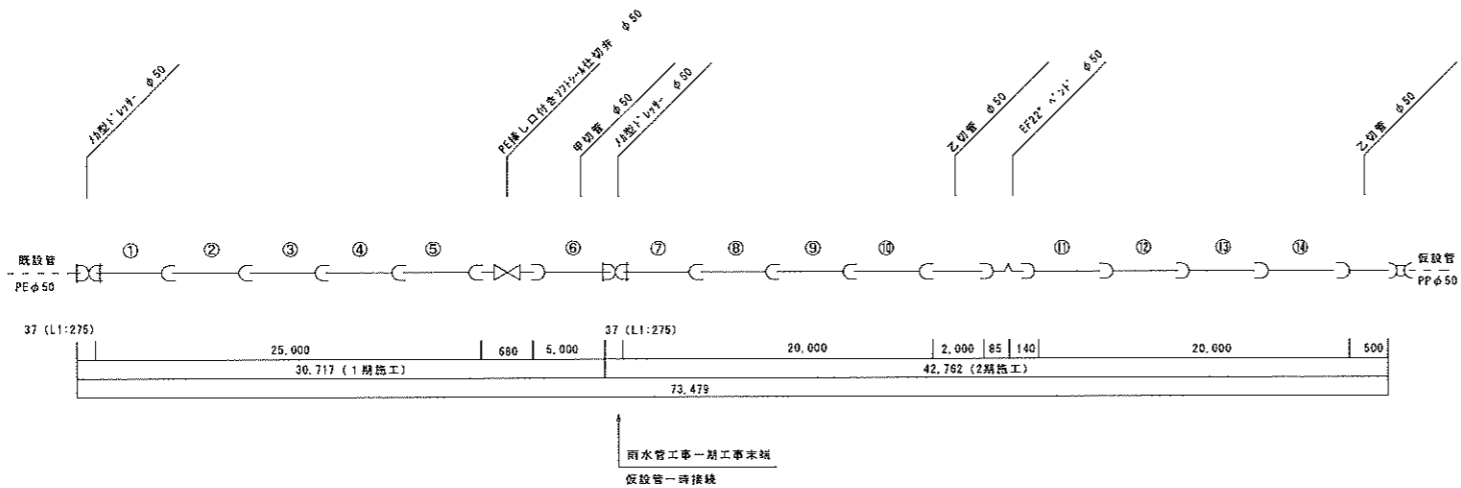 メカ型ドレッサー φ50
PE挿し口付きソフトシール仕切弁 φ50
甲切管 φ50
メカ型ドレッサー φ50
乙切管 φ50
EF22° ベンド φ50
乙切管 φ50
① ② ③ ④ ⑤ ⑥ ⑦ ⑧ ⑨ ⑩ ⑪ ⑫ ⑬ ⑭
既設管
PEφ50
仮設管
PPφ50
37 (L1:275) 37 (L1:275)
25,000 680 5,000 20,000 2,000 85 140 20,000 500
30,717 (1期施工) 42,762 (2期施工)
73,479
雨水管工事一期工事末端
仮設管一時接続